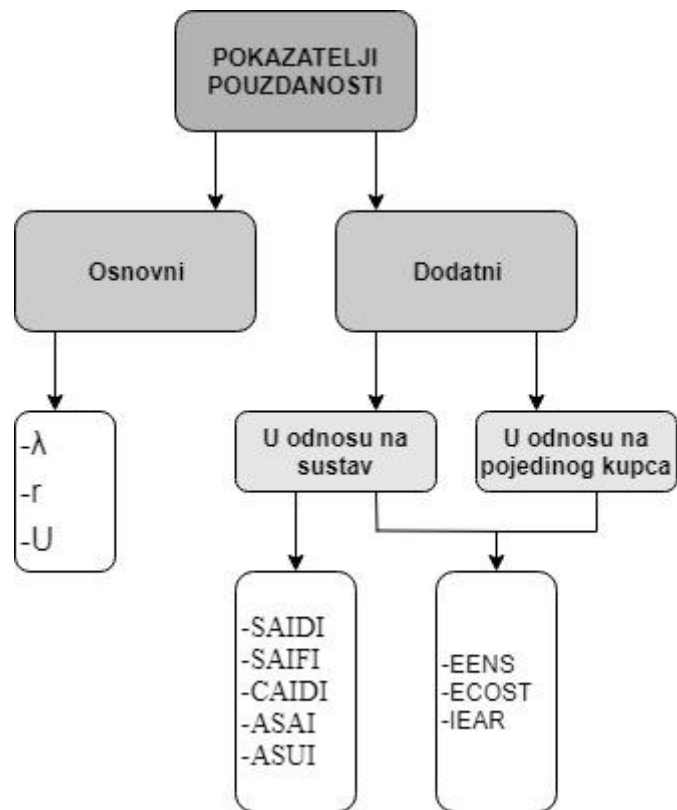 POKAZATELJI
POUZDANOSTI
Osnovni
Dodatni
-λ
-r
-U
U odnosu na
sustav
U odnosu na
pojedinog kupca
-SAIDI
-SAIFI
-CAIDI
-ASAI
-ASUI
-EENS
-ECOST
-IEAR